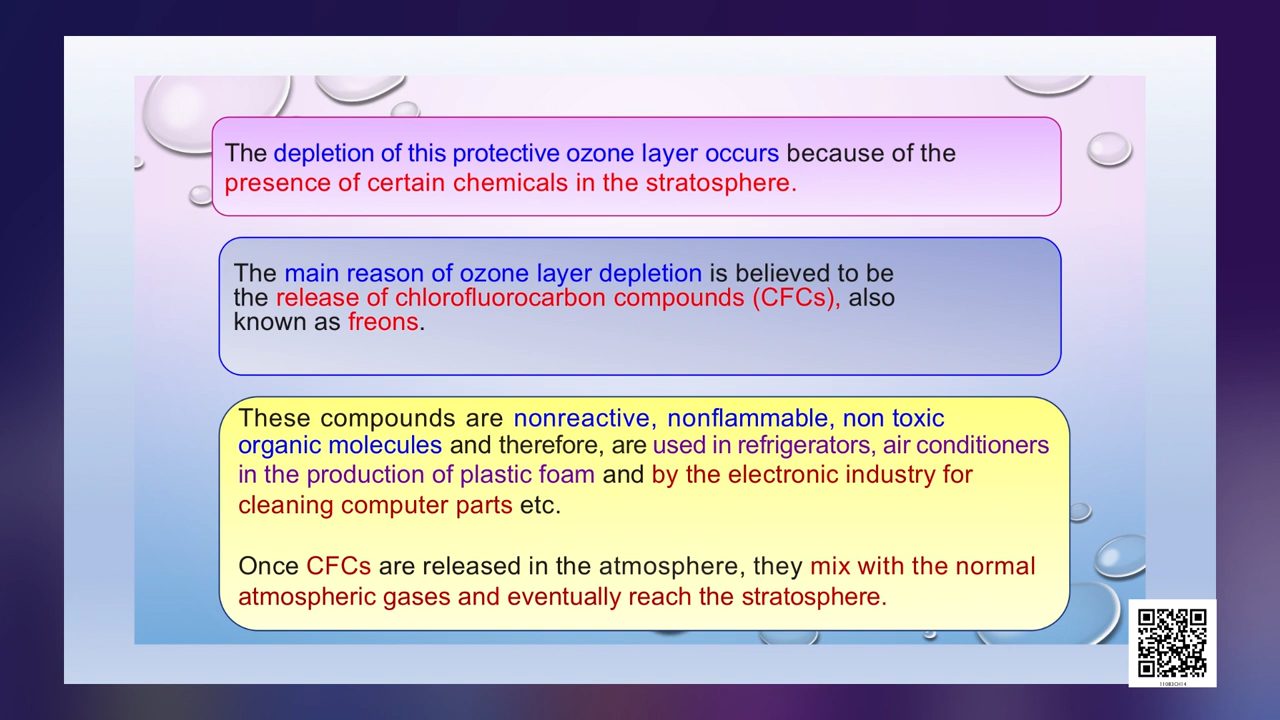 The depletion of this protective ozone layer occurs because of the
presence of certain chemicals in the stratosphere.
The main reason of ozone layer depletion is believed to be
the release of chlorofluorocarbon compounds (CFCs), also
known as freons.
These compounds are nonreactive, nonflammable, non toxic
organic molecules and therefore, are used in refrigerators, air conditioners
in the production of plastic foam and by the electronic industry for
cleaning computer parts etc.
Once CFCs are released in the atmosphere, they mix with the normal
atmospheric gases and eventually reach the stratosphere.
11083CH14